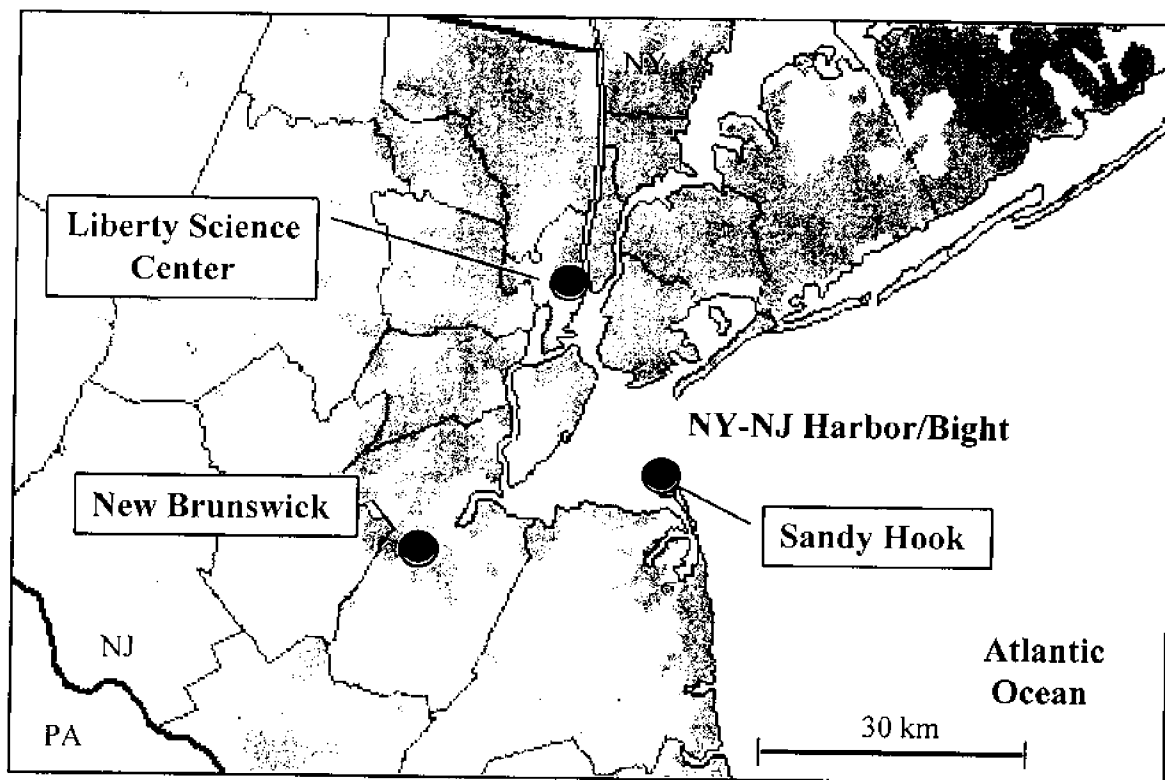 NY
Liberty Science
Center
NY-NJ Harbor/Bight
New Brunswick
Sandy Hook
NJ
Atlantic
Ocean
PA
30 km